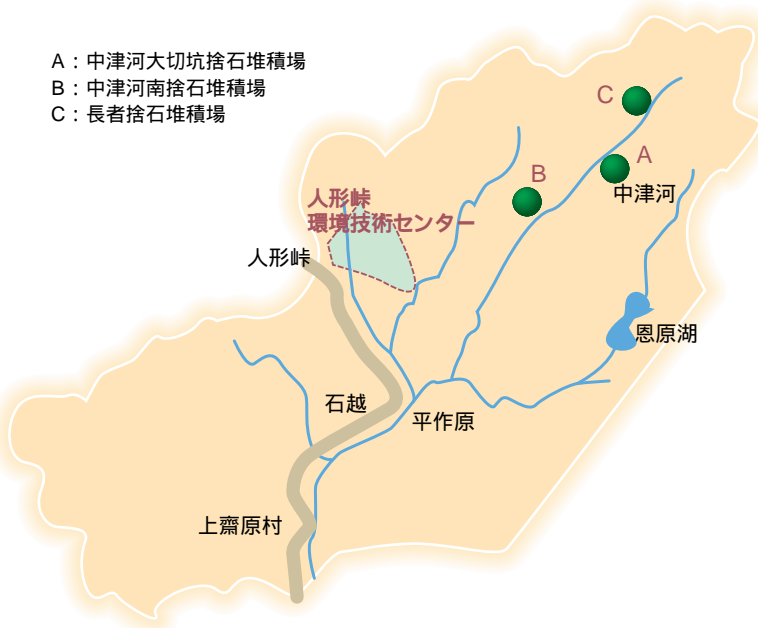 A：中津河大切坑捨石堆積場
B：中津河南捨石堆積場
C：長者捨石堆積場
C
A
B
中津河
人形峠
環境技術センター
人形峠
恩原湖
石越
平作原
上齋原村